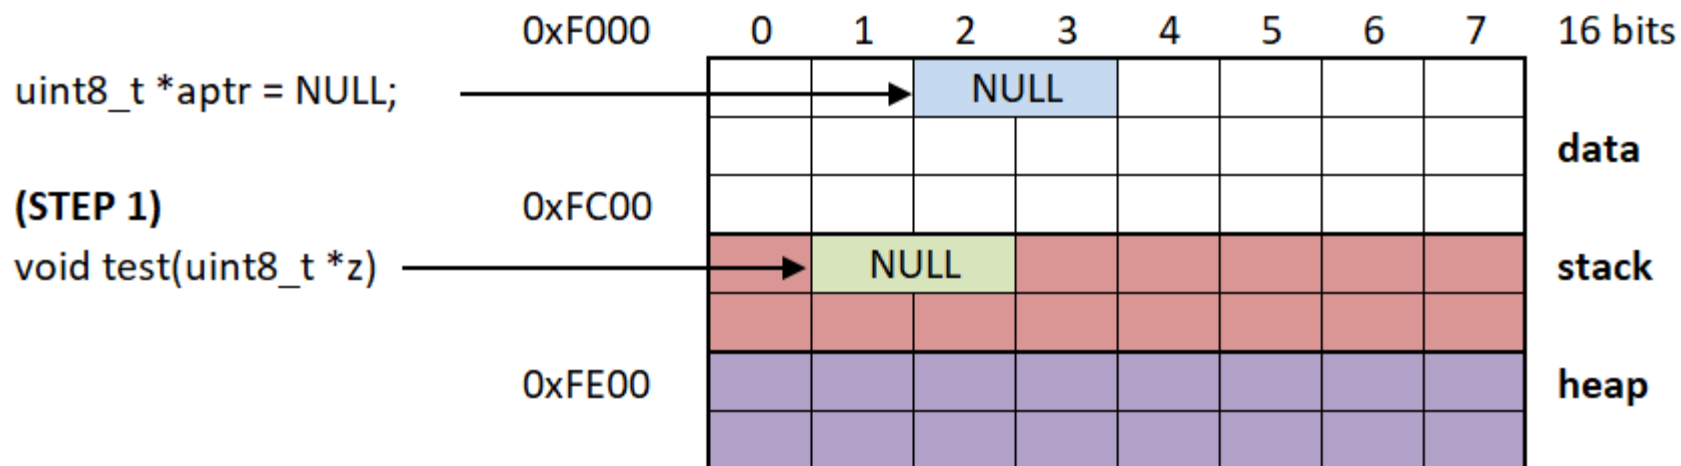 0xF000 0 1 2 3 4 5 6 7 16 bits
uint8_t *aptr = NULL; NULL
data
(STEP 1) 0xFC00
void test(uint8_t *z) NULL stack
0xFE00 heap